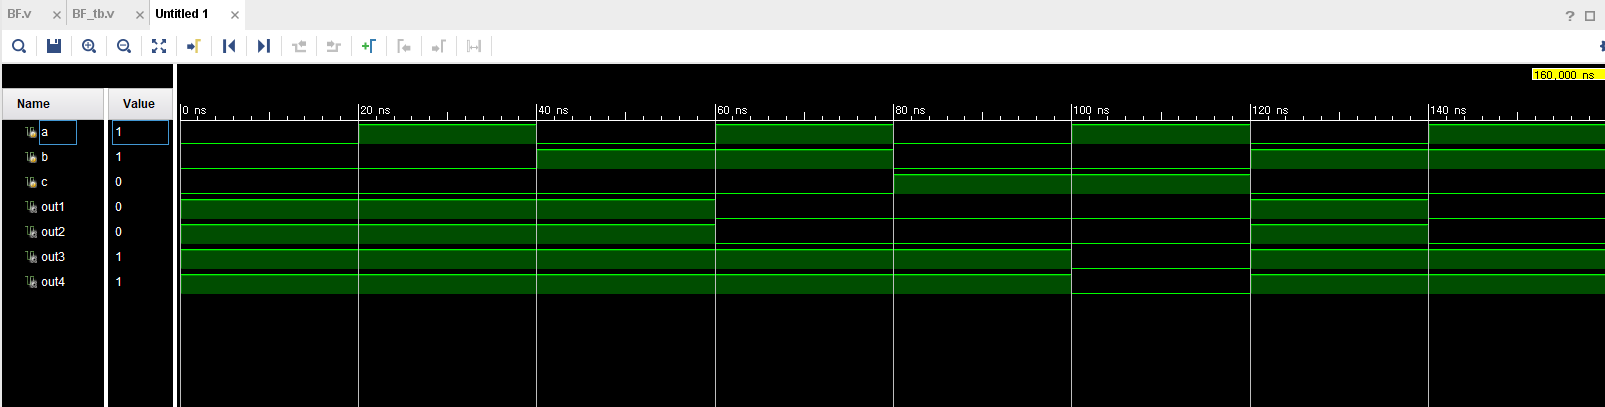 BF.v × BF_tb.v × Untitled 1 ×
? □
160,000 ns
Name Value
0 ns 20 ns 40 ns 60 ns 80 ns 100 ns 120 ns 140 ns
a 1
b 1
c 0
out1 0
out2 0
out3 1
out4 1